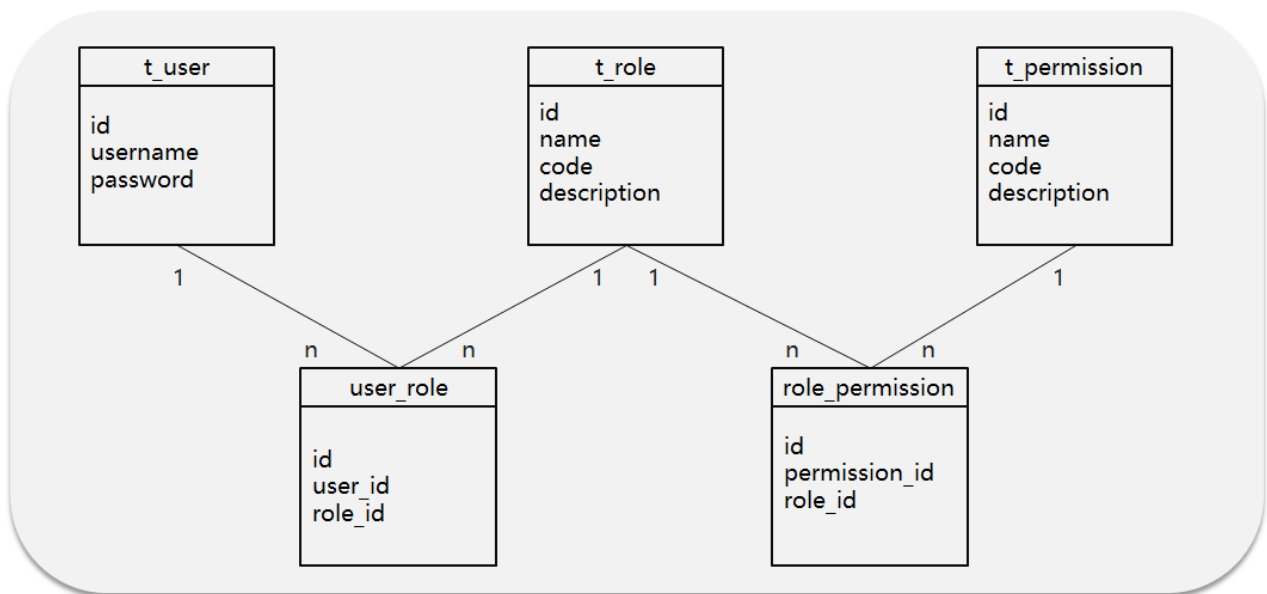 t_user
id
username
password
t_role
id
name
code
description
t_permission
id
name
code
description
1
1
1
1
n
n
n
n
user_role
id
user_id
role_id
role_permission
id
permission_id
role_id